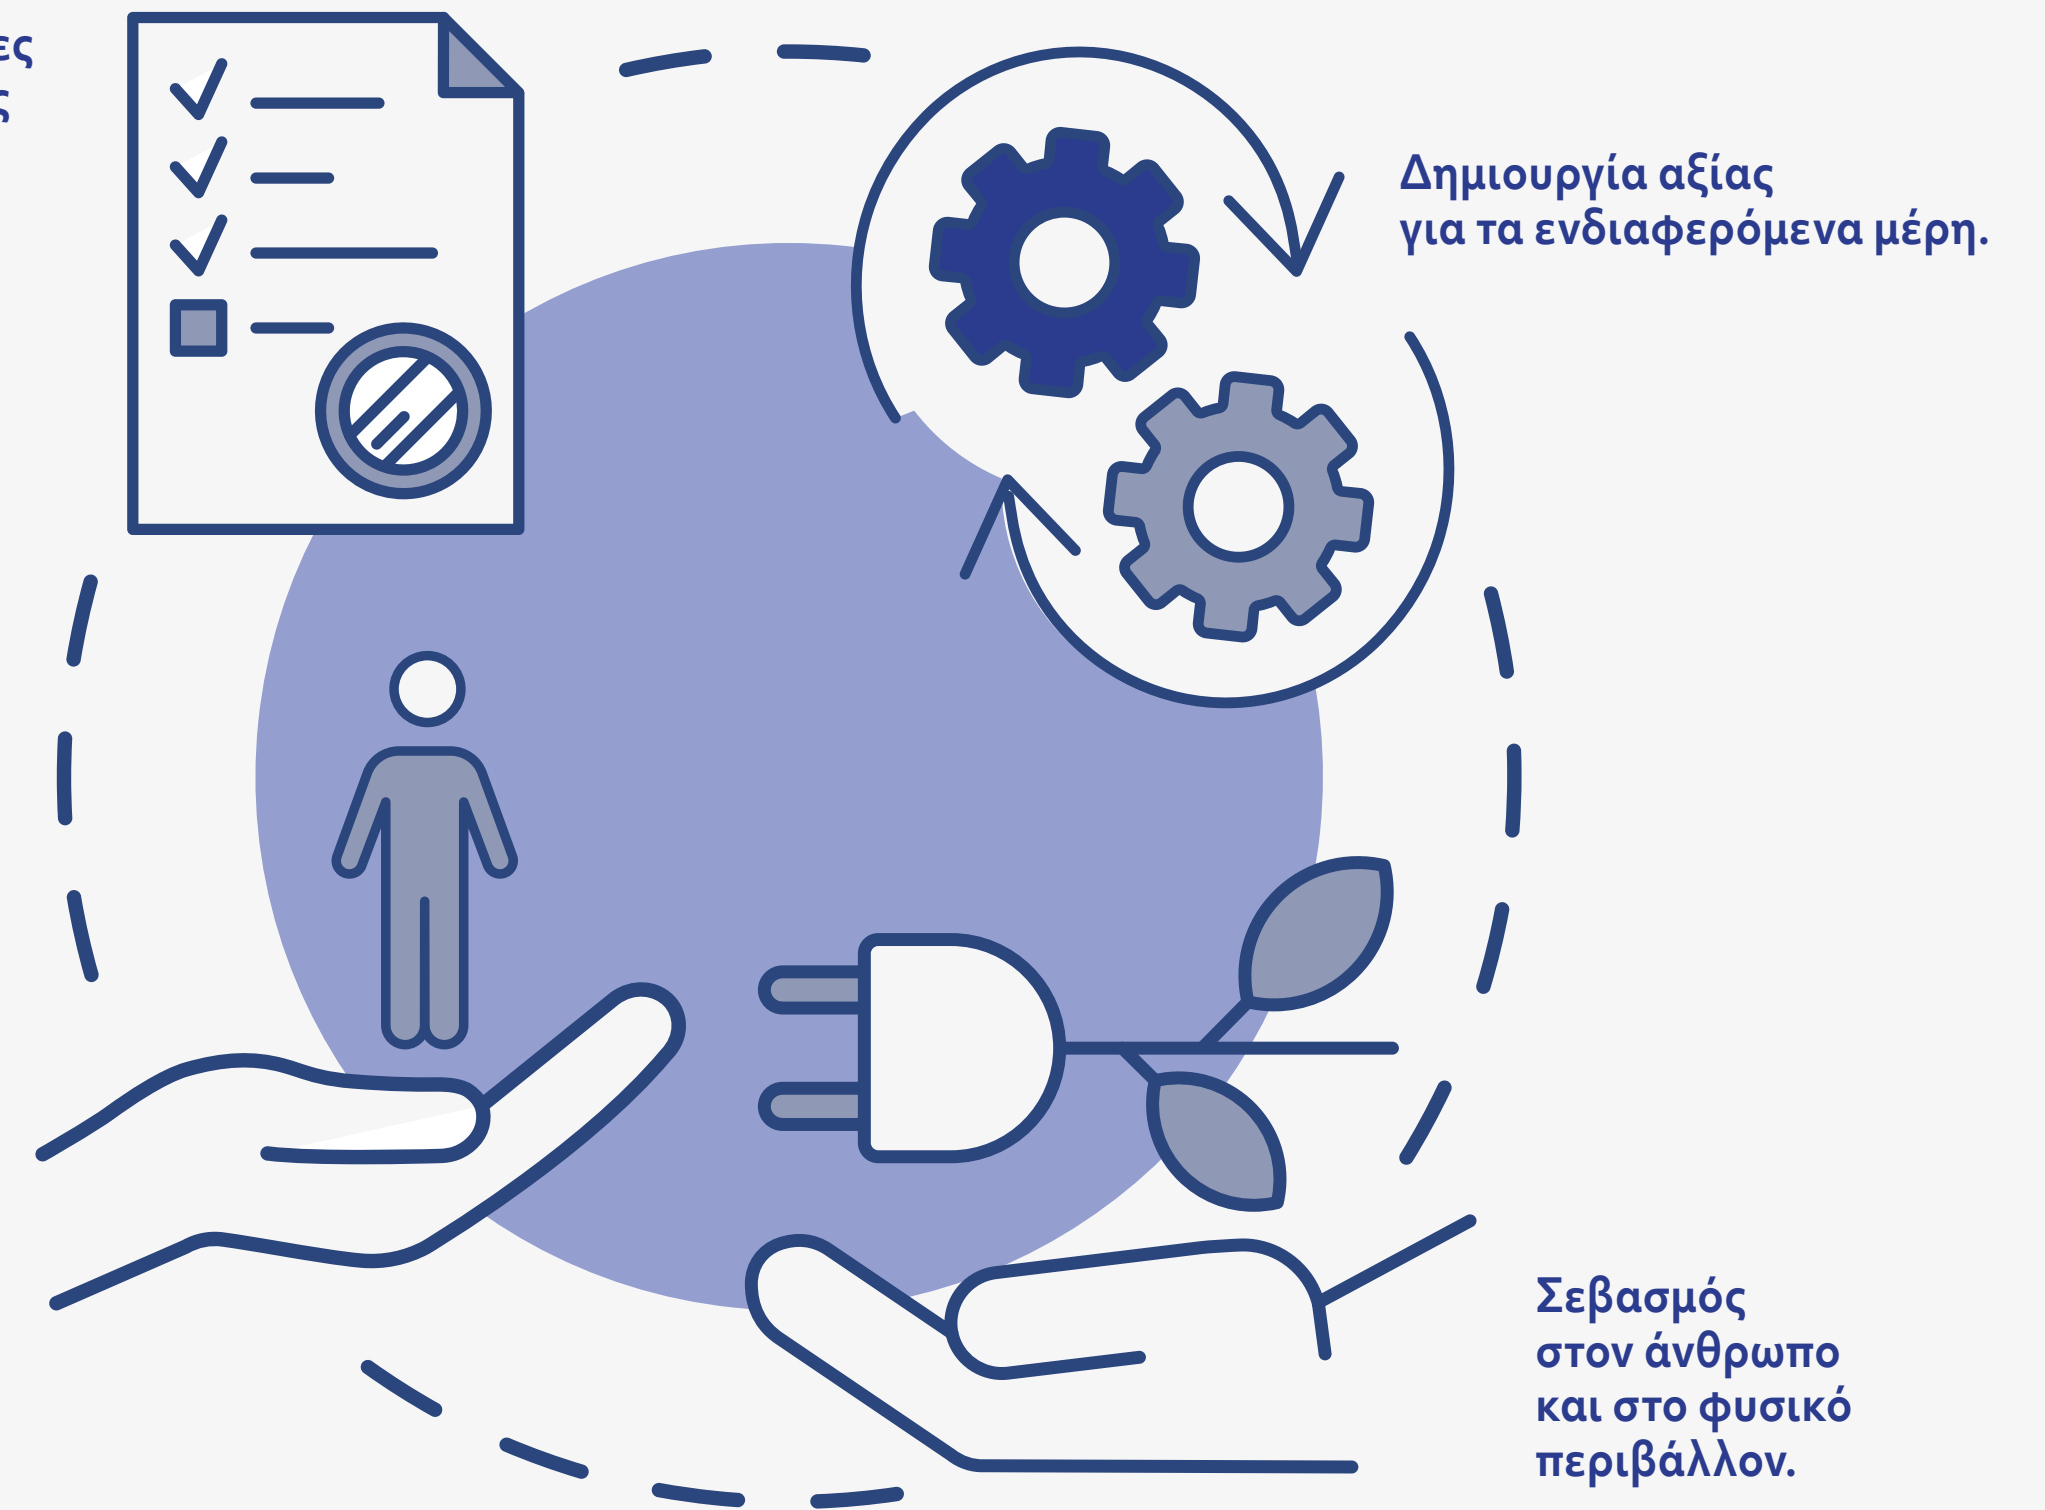 Δημιουργία αξίας
για τα ενδιαφερόμενα μέρη.
Σεβασμός
στον άνθρωπο
και στο φυσικό
περιβάλλον.